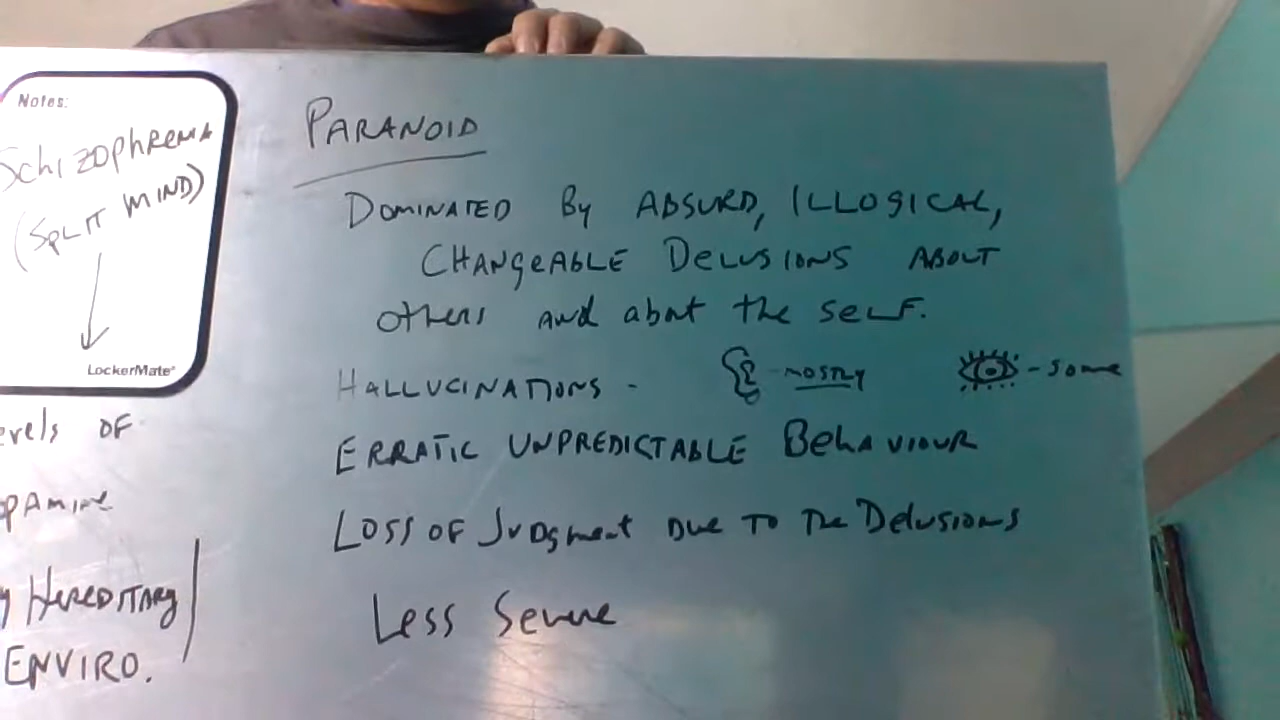 Notes:
Schizophrenia
(Split Mind)
LockerMate®
evels of
opamine
y Hereditary/
Enviro.
PARANOID
DOMINATED By ABSURD, ILLOGICAL,
CHANgEABLE DELUSIONS ABOUT
others and about the SELF.
HALLUCINATIONS - - mostly - some
ERRATIC UNPREDICTABLE BehAVIOUR
LOSS OF Judgment DUE TO The Delusions
Less Severe